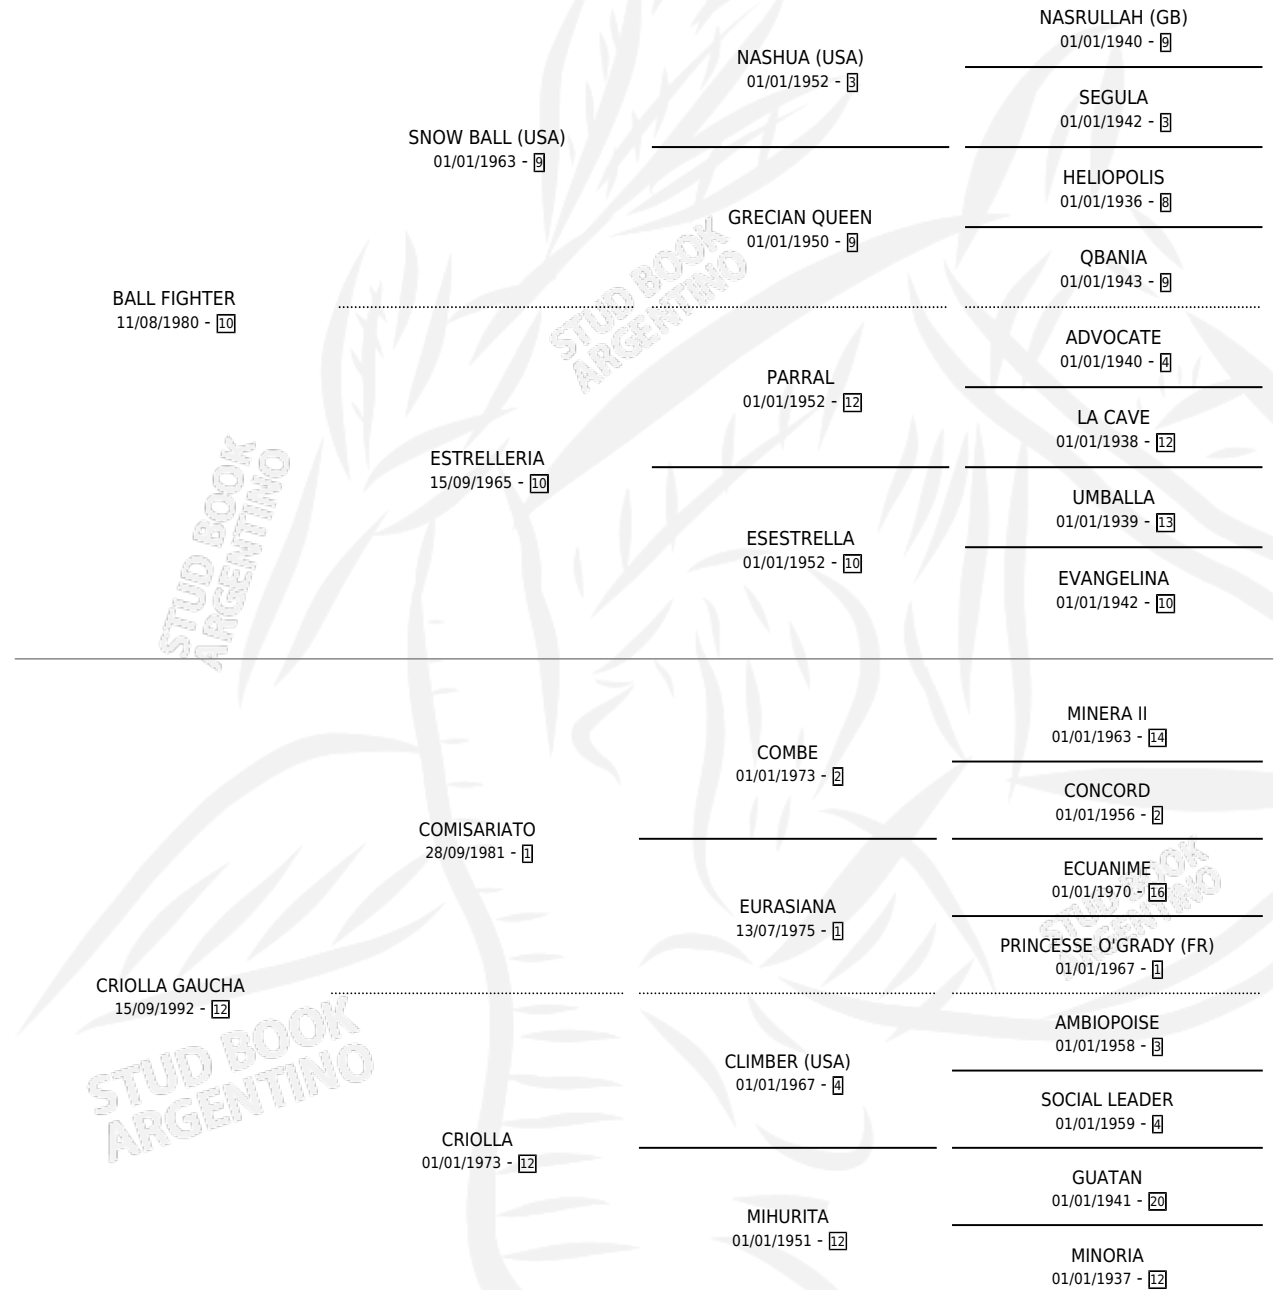 NASRULLAH (GB)
01/01/1940 - 9
NASHUA (USA)
01/01/1952 - 3
SEGULA
01/01/1942 - 3
SNOW BALL (USA)
01/01/1963 - 9
HELIOPOLIS
01/01/1936 - 8
GRECIAN QUEEN
01/01/1950 - 9
QBANIA
01/01/1943 - 9
BALL FIGHTER
11/08/1980 - 10
STUD BOOK
ARGENTINO
ADVOCATE
01/01/1940 - 4
PARRAL
01/01/1952 - 12
LA CAVE
01/01/1938 - 12
ESTRELLERIA
15/09/1965 - 10
UMBALLA
01/01/1939 - 13
ESESTRELLA
01/01/1952 - 10
EVANGELINA
01/01/1942 - 10
STUD BOOK
ARGENTINO
MINERA II
01/01/1963 - 14
COMBE
01/01/1973 - 2
CONCORD
01/01/1956 - 2
COMISARIATO
28/09/1981 - 1
ECUANIME
01/01/1970 - 16
EURASIANA
13/07/1975 - 1
STUD BOOK
ARGENTINO
PRINCESSE O'GRADY (FR)
01/01/1967 - 1
CRIOLLA GAUCHA
15/09/1992 - 12
STUD BOOK
ARGENTINO
AMBIOPOISE
01/01/1958 - 3
CLIMBER (USA)
01/01/1967 - 4
SOCIAL LEADER
01/01/1959 - 4
CRIOLLA
01/01/1973 - 12
GUATAN
01/01/1941 - 20
MIHURITA
01/01/1951 - 12
MINORIA
01/01/1937 - 12